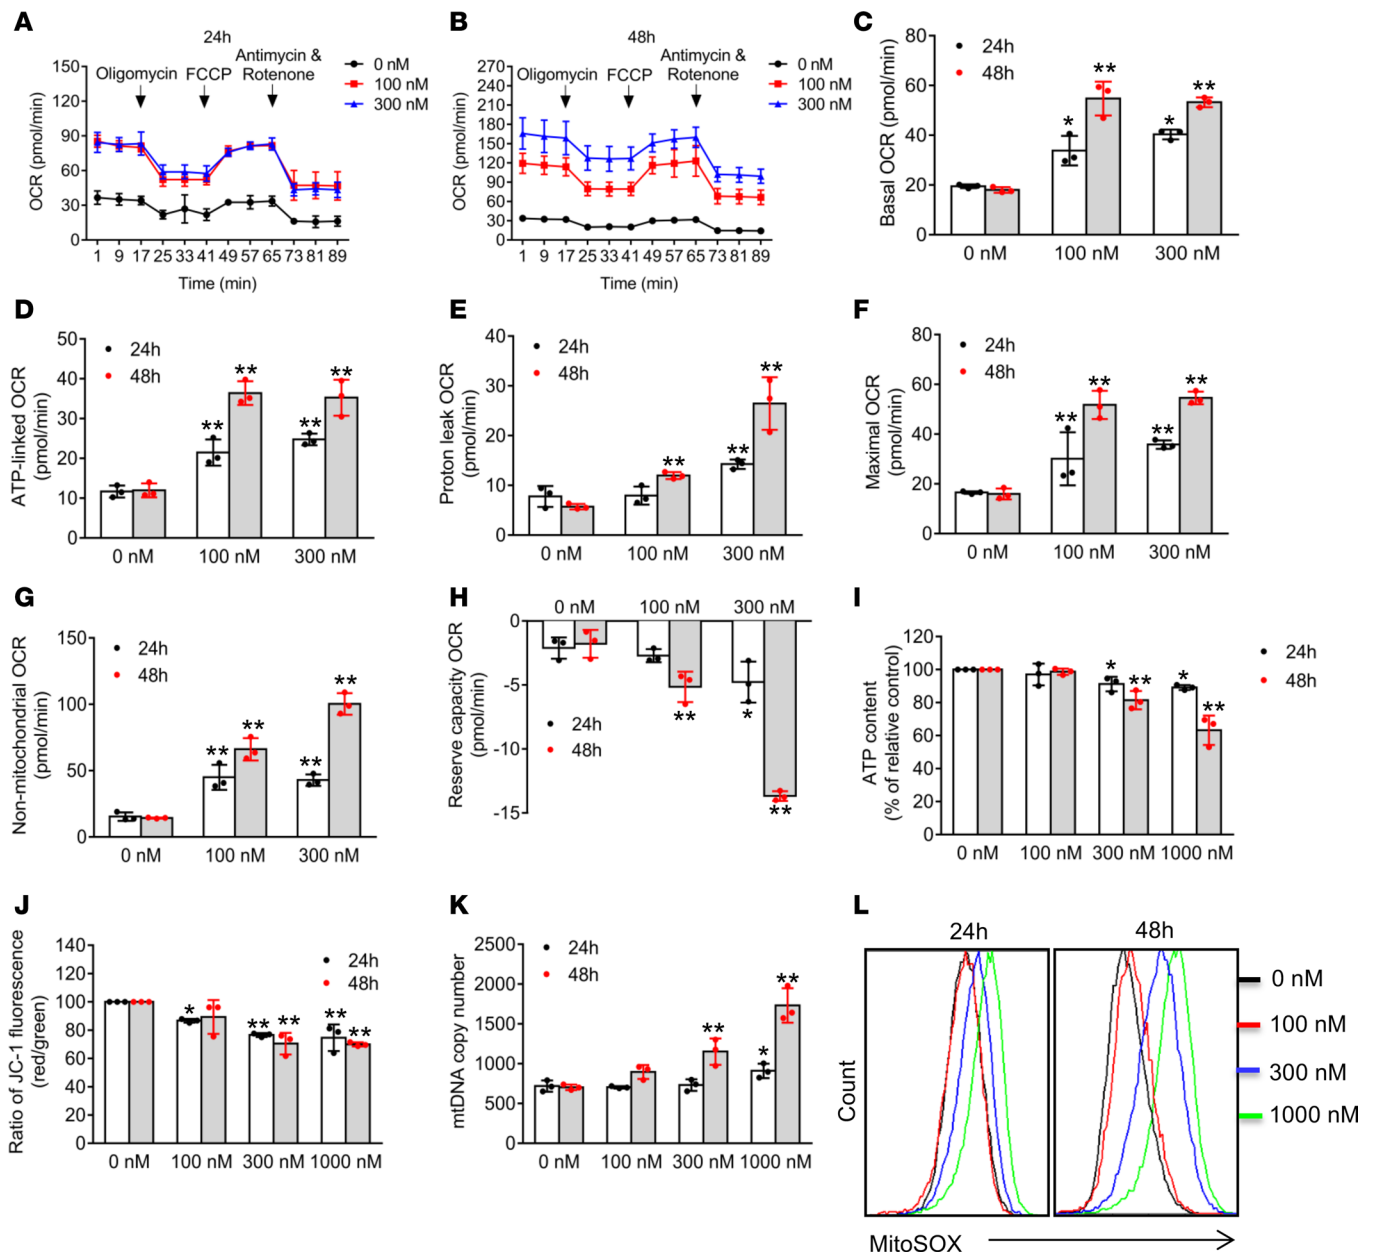 A
24h
Oligomycin
FCCP
Antimycin &
Rotenone
0 nM
100 nM
300 nM
OCR (pmol/min)
150
120
90
60
30
0
1 9 17 25 33 41 49 57 65 73 81 89
Time (min)
B
48h
Oligomycin
FCCP
Antimycin &
Rotenone
0 nM
100 nM
300 nM
OCR (pmol/min)
270
240
210
180
150
120
90
60
30
0
1 9 17 25 33 41 49 57 65 73 81 89
Time (min)
C
24h
48h
Basal OCR (pmol/min)
80
60
40
20
0
* ** * **
0 nM 100 nM 300 nM
D
24h
48h
ATP-linked OCR
(pmol/min)
50
40
30
20
10
0
** ** ** **
0 nM 100 nM 300 nM
E
24h
48h
Proton leak OCR
(pmol/min)
40
30
20
10
0
** ** **
0 nM 100 nM 300 nM
F
24h
48h
Maximal OCR
(pmol/min)
80
60
40
20
0
** ** ** **
0 nM 100 nM 300 nM
G
24h
48h
Non-mitochondrial OCR
(pmol/min)
150
100
50
0
** ** ** **
0 nM 100 nM 300 nM
H
0 nM 100 nM 300 nM
Reserve capacity OCR
(pmol/min)
0
-5
-10
-15
24h
48h
** * **
I
24h
48h
ATP content
(% of relative control)
120
100
80
60
40
20
0
* ** * **
0 nM 100 nM 300 nM 1000 nM
J
24h
48h
Ratio of JC-1 fluorescence
(red/green)
140
120
100
80
60
40
20
0
* ** ** ** **
0 nM 100 nM 300 nM 1000 nM
K
24h
48h
mtDNA copy number
2500
2000
1500
1000
500
0
** * **
0 nM 100 nM 300 nM 1000 nM
L
24h
48h
0 nM
100 nM
300 nM
1000 nM
Count
MitoSOX